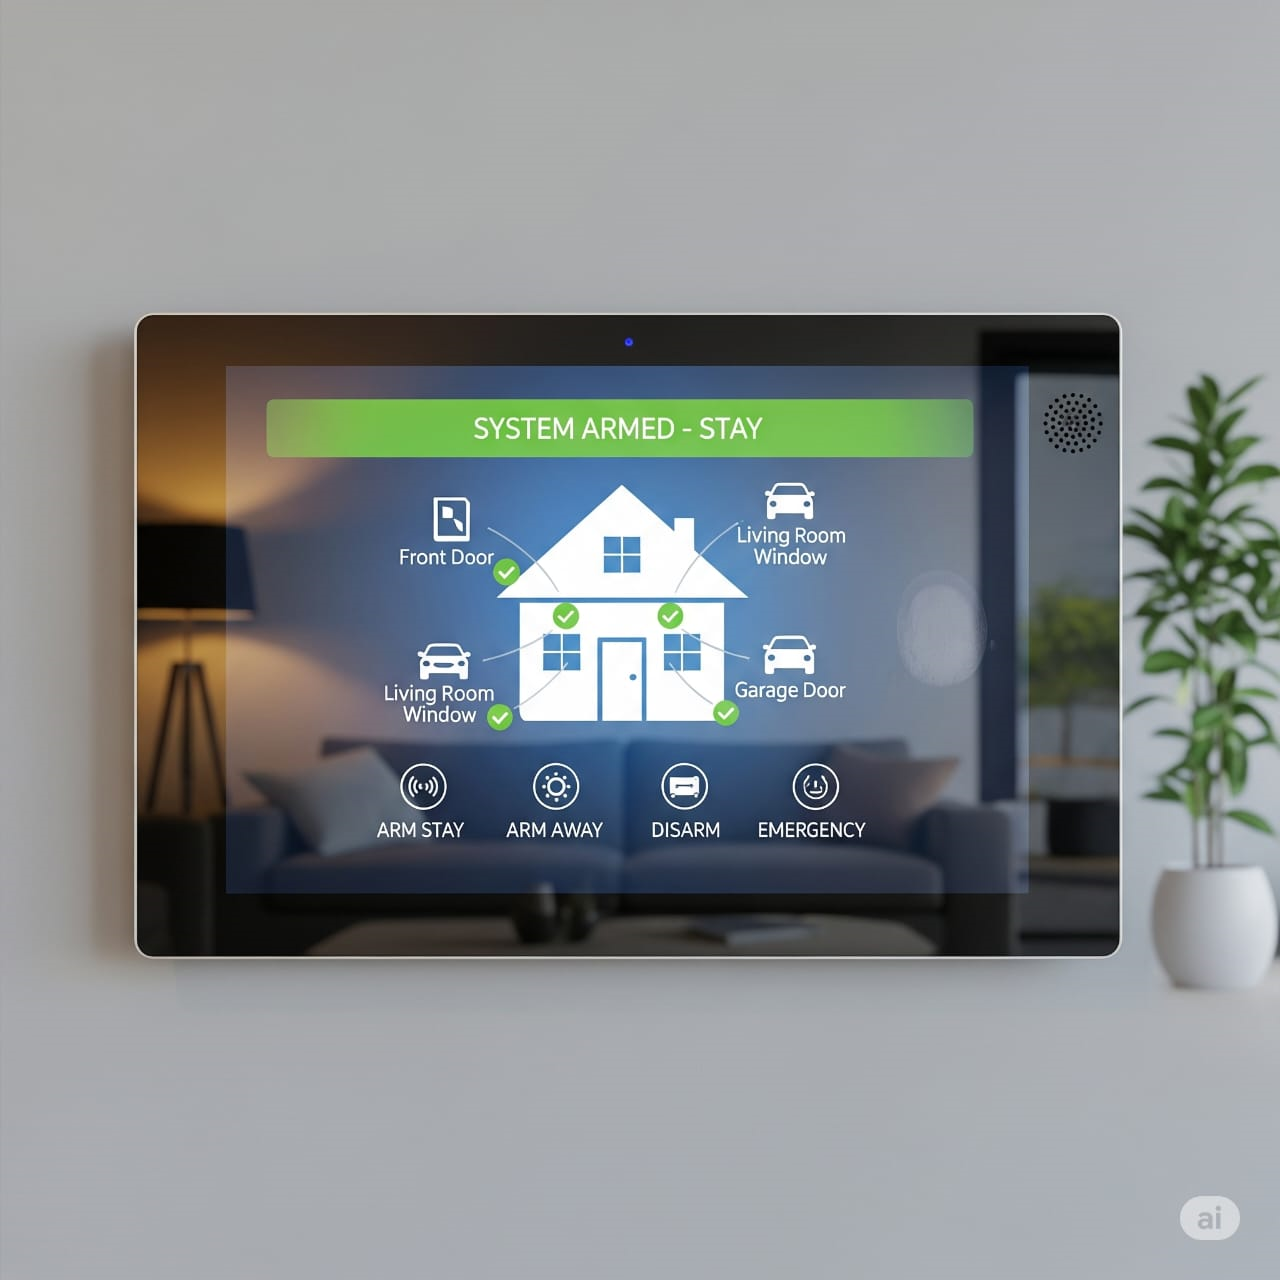 SYSTEM ARMED - STAY
Front Door
Living Room
Window
Living Room
Window
Garage Door
ARM STAY
ARM AWAY
DISARM
EMERGENCY
ai